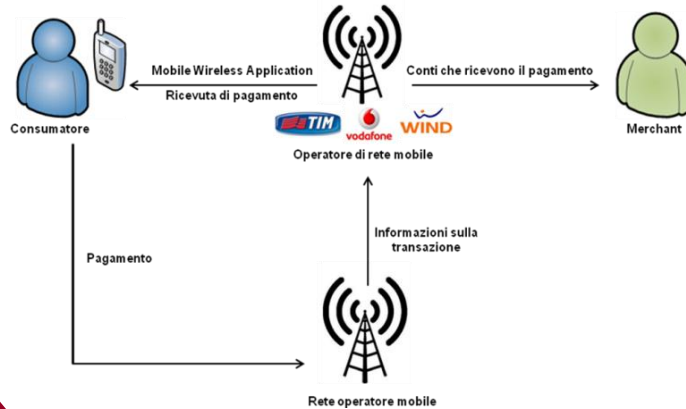 Mobile Wireless Application
Ricevuta di pagamento
Conti che ricevono il pagamento
Consumatore
TIM
vodafone
WIND
Merchant
Operatore di rete mobile
Informazioni sulla
transazione
Pagamento
Rete operatore mobile